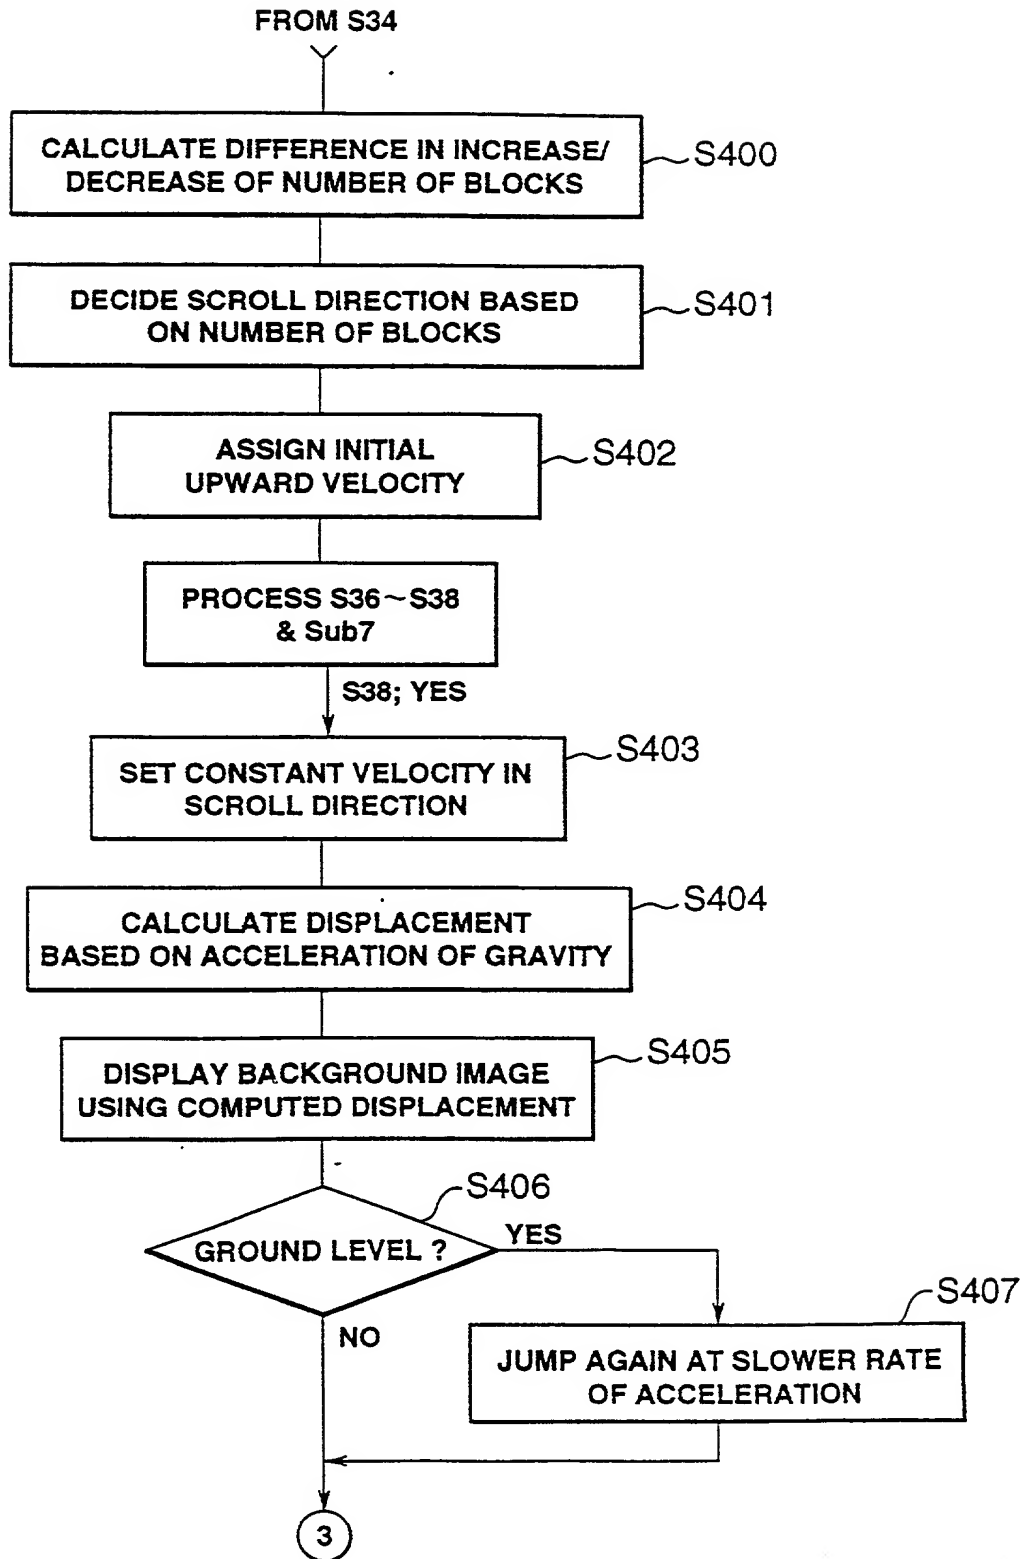 FROM S34
CALCULATE DIFFERENCE IN INCREASE/
DECREASE OF NUMBER OF BLOCKS
S400
DECIDE SCROLL DIRECTION BASED
ON NUMBER OF BLOCKS
S401
ASSIGN INITIAL
UPWARD VELOCITY
S402
PROCESS S36~S38
& Sub7
S38; YES
SET CONSTANT VELOCITY IN
SCROLL DIRECTION
S403
CALCULATE DISPLACEMENT
BASED ON ACCELERATION OF GRAVITY
S404
DISPLAY BACKGROUND IMAGE
USING COMPUTED DISPLACEMENT
S405
GROUND LEVEL ?
S406
YES
NO
JUMP AGAIN AT SLOWER RATE
OF ACCELERATION
S407
3